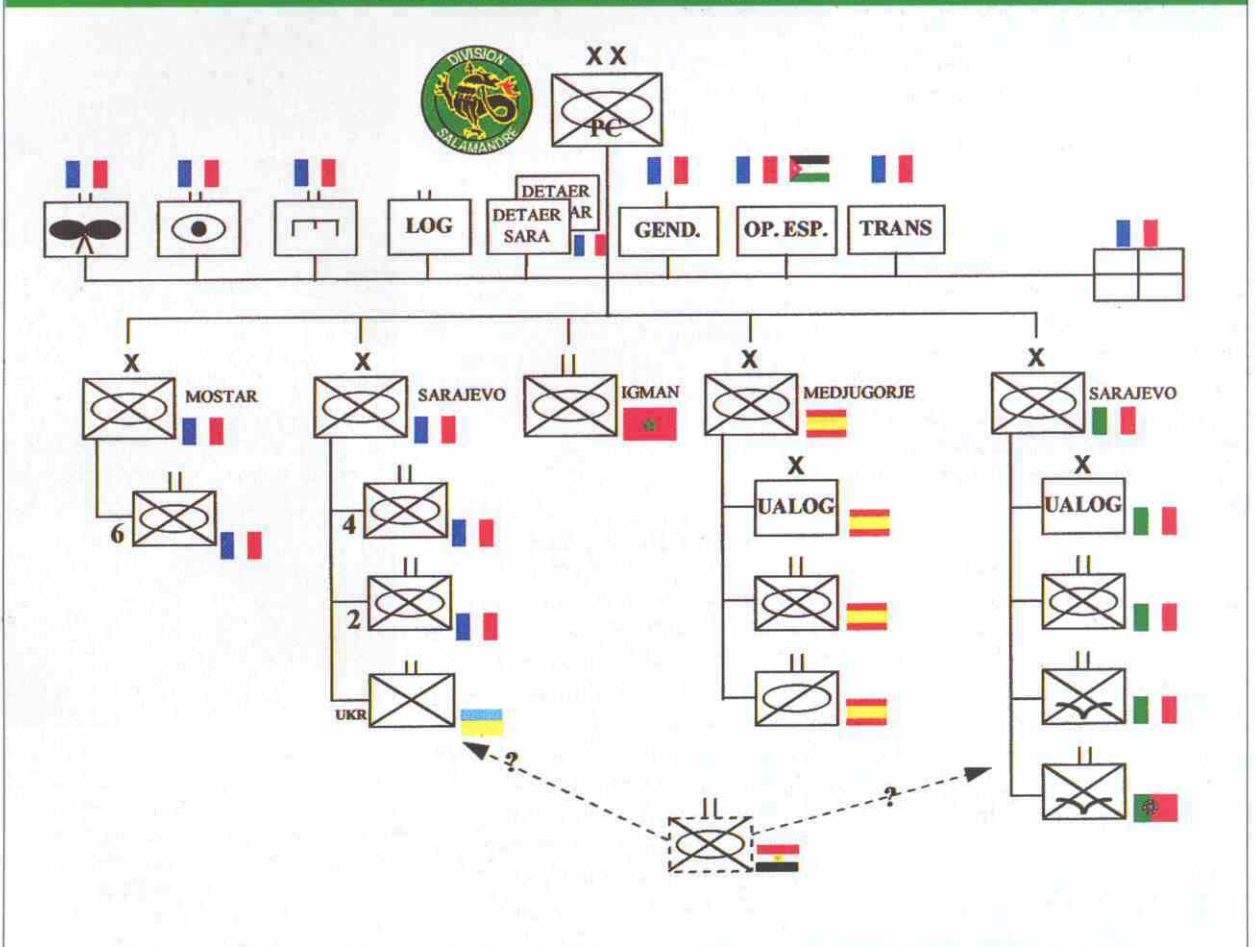 DIVISION
SALAMANDRE
X X
PC
LOG
DETAER
AR
DETAER
SARA
GEND.
OP. ESP.
TRANS
X
MOSTAR
X
SARAJEVO
IGMAN
X
MEDJUGORJE
X
SARAJEVO
6
4
2
UKR
X
UALOG
X
UALOG
?
?